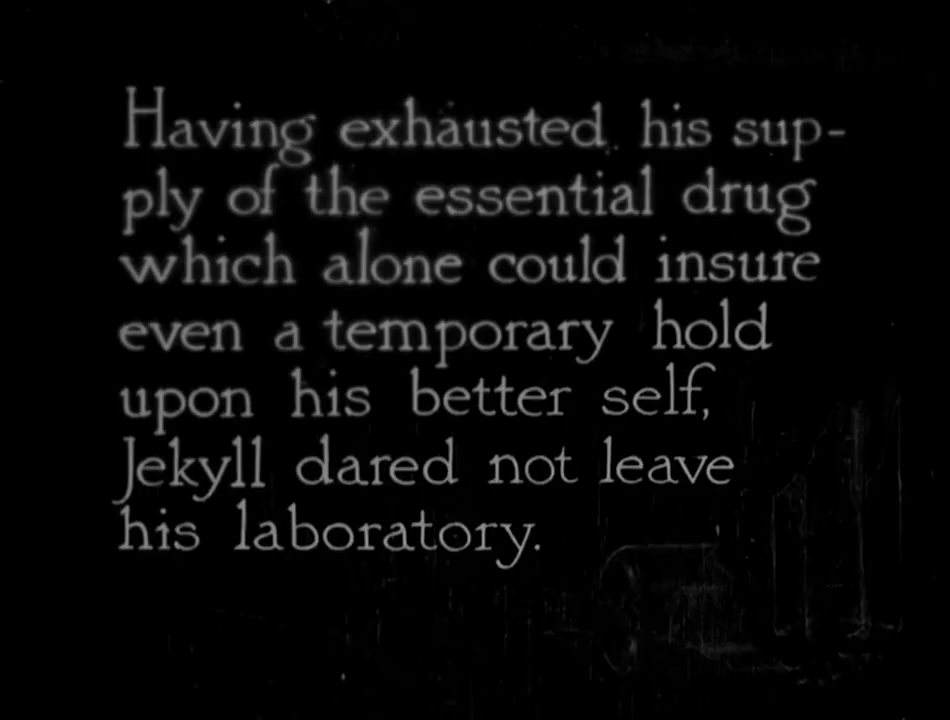 Having exhausted his sup-
ply of the essential drug
which alone could insure
even a temporary hold
upon his better self,
Jekyll dared not leave
his laboratory.